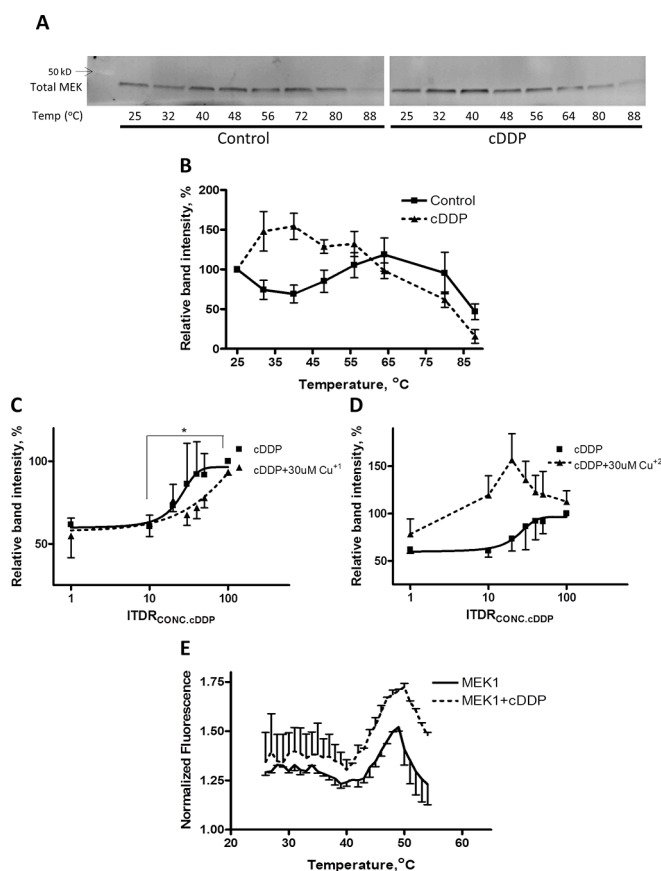 A
50 kD
Total MEK
Temp (°C) 25 32 40 48 56 72 80 88 25 32 40 48 56 64 80 88
Control cDDP
B
Relative band intensity, %
200
150
100
50
0
Control
cDDP
25 35 45 55 65 75 85
Temperature, °C
C
Relative band intensity, %
100
50
*
cDDP
cDDP+30uM Cu+1
1 10 100
ITDRCONC.cDDP
D
Relative band intensity, %
150
100
50
cDDP
cDDP+30uM Cu+2
1 10 100
ITDRCONC.cDDP
E
Normalized Fluorescence
1.75
1.50
1.25
1.00
MEK1
MEK1+cDDP
20 30 40 50 60
Temperature,°C